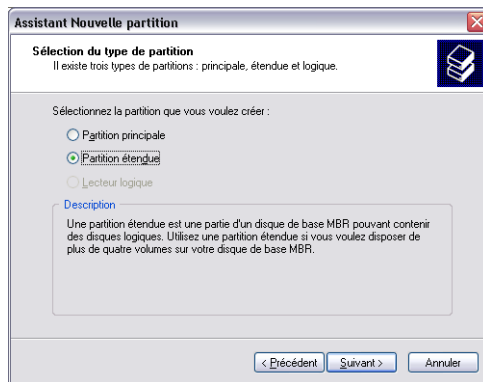 Assistant Nouvelle partition
Sélection du type de partition
Il existe trois types de partitions : principale, étendue et logique.
Sélectionnez la partition que vous voulez créer :
Partition principale
Partition étendue
Lecteur logique
Description
Une partition étendue est une partie d'un disque de base MBR pouvant contenir
des disques logiques. Utilisez une partition étendue si vous voulez disposer de
plus de quatre volumes sur votre disque de base MBR.
< Précédent Suivant > Annuler